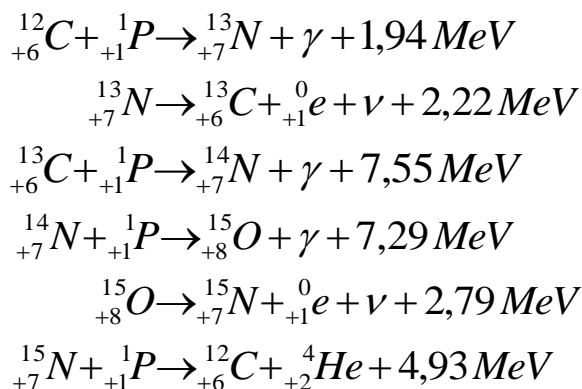 ¹²₊₆C + ¹₊₁P → ¹³₊₇N + γ + 1,94 MeV
¹³₊₇N → ¹³₊₆C + ⁰₊₁e + ν + 2,22 MeV
¹³₊₆C + ¹₊₁P → ¹⁴₊₇N + γ + 7,55 MeV
¹⁴₊₇N + ¹₊₁P → ¹⁵₊₈O + γ + 7,29 MeV
¹⁵₊₈O → ¹⁵₊₇N + ⁰₊₁e + ν + 2,79 MeV
¹⁵₊₇N + ¹₊₁P → ¹²₊₆C + ⁴₊₂He + 4,93 MeV